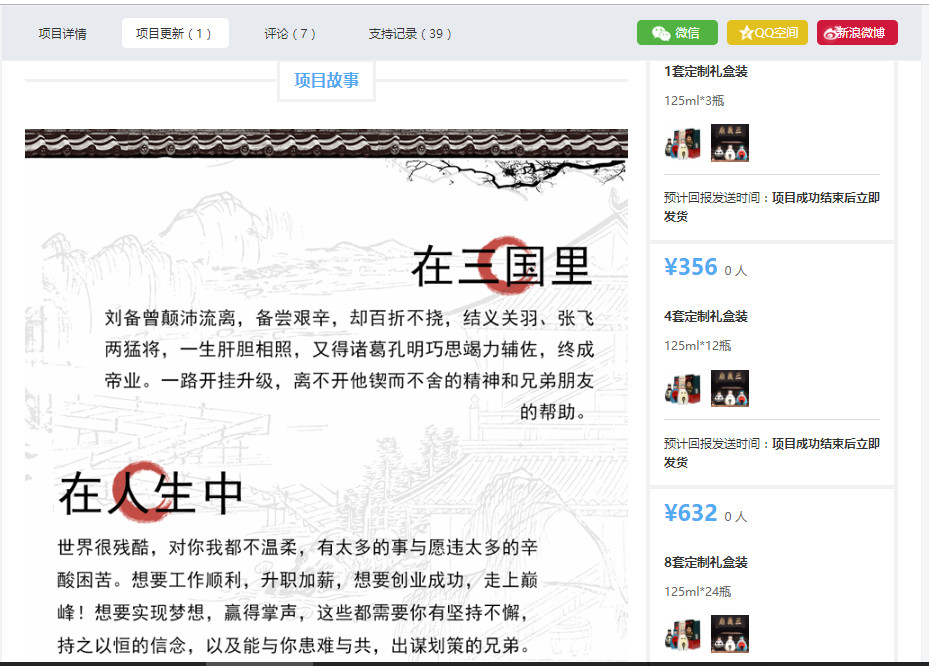 项目详情
项目更新（1）
评论（7）
支持记录（39）
微信
QQ空间
新浪微博
项目故事
在三国里
刘备曾颠沛流离，备尝艰辛，却百折不挠，结义关羽、张飞
两猛将，一生肝胆相照，又得诸葛孔明巧思竭力辅佐，终成
帝业。一路开挂升级，离不开他锲而不舍的精神和兄弟朋友
的帮助。
在人生中
世界很残酷，对你我都不温柔，有太多的事与愿违太多的辛
酸困苦。想要工作顺利，升职加薪，想要创业成功，走上巅
峰！想要实现梦想，赢得掌声，这些都需要你有坚持不懈，
持之以恒的信念，以及能与你患难与共，出谋划策的兄弟。
1套定制礼盒装
125ml*3瓶
预计回报发送时间：项目成功结束后立即
发货
¥356 0 人
4套定制礼盒装
125ml*12瓶
预计回报发送时间：项目成功结束后立即
发货
¥632 0 人
8套定制礼盒装
125ml*24瓶